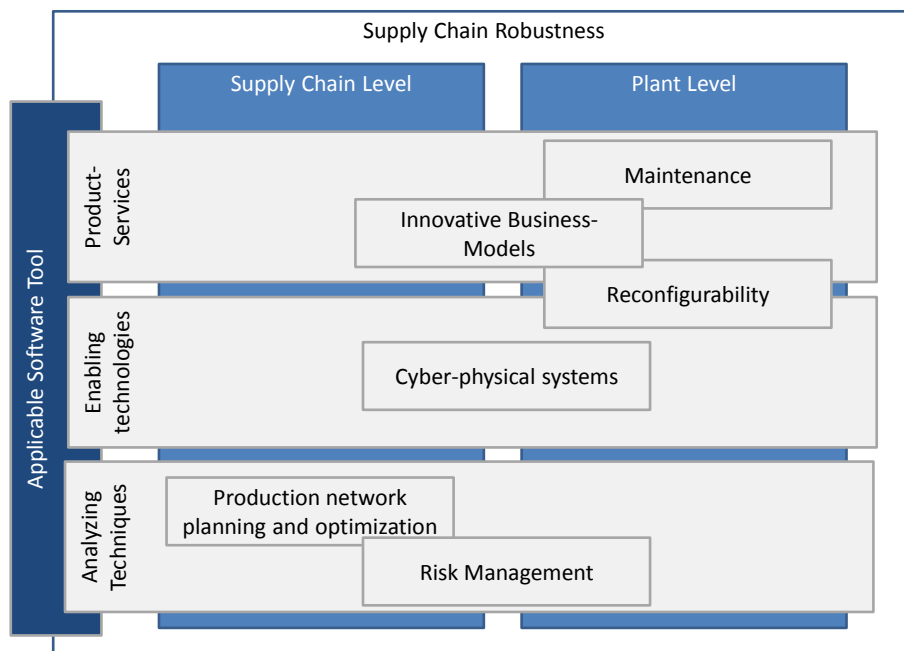 Supply Chain Robustness
Supply Chain Level
Plant Level
Applicable Software Tool
Product-
Services
Maintenance
Innovative Business-
Models
Reconfigurability
Enabling
technologies
Cyber-physical systems
Analyzing
Techniques
Production network
planning and optimization
Risk Management